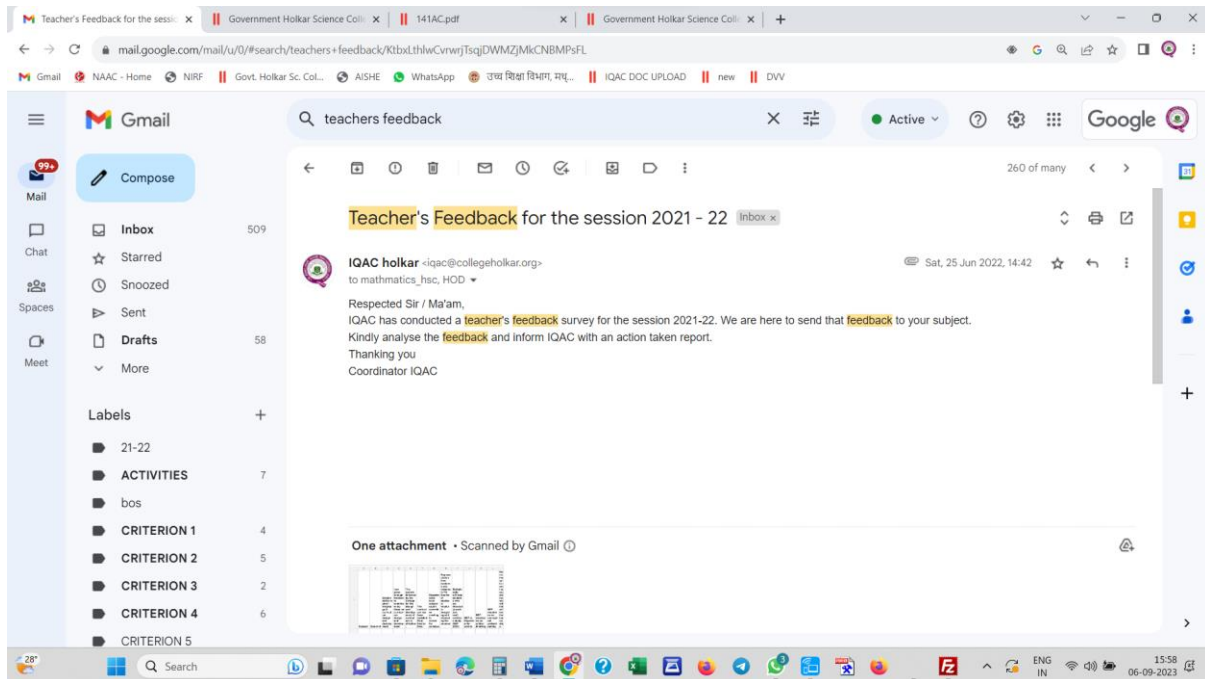 Teacher's Feedback for the sessic
Government Holkar Science Coll
141AC.pdf
Government Holkar Science Coll
mail.google.com/mail/u/0/#search/teachers+feedback/KtbxLthlwCvrwrjTsqjDWMZjMkCNBMPsFL
Gmail NAAC - Home NIRF Govt. Holkar Sc. Col... AISHE WhatsApp उच्च शिक्षा विभाग, मध्... IQAC DOC UPLOAD new DVV
Gmail
teachers feedback
Active
Google
99+
Mail
Chat
Spaces
Meet
Compose
Inbox 509
Starred
Snoozed
Sent
Drafts 58
More
Labels
21-22
ACTIVITIES 7
bos
CRITERION 1 4
CRITERION 2 5
CRITERION 3 2
CRITERION 4 6
CRITERION 5
260 of many
Teacher's Feedback for the session 2021 - 22 Inbox x
IQAC holkar <iqac@collegeholkar.org>
Sat, 25 Jun 2022, 14:42
to mathmatics_hsc, HOD
Respected Sir / Ma'am,
IQAC has conducted a teacher's feedback survey for the session 2021-22. We are here to send that feedback to your subject.
Kindly analyse the feedback and inform IQAC with an action taken report.
Thanking you
Coordinator IQAC
One attachment • Scanned by Gmail
31
28°
Search
3
ENG
IN
15:58
06-09-2023